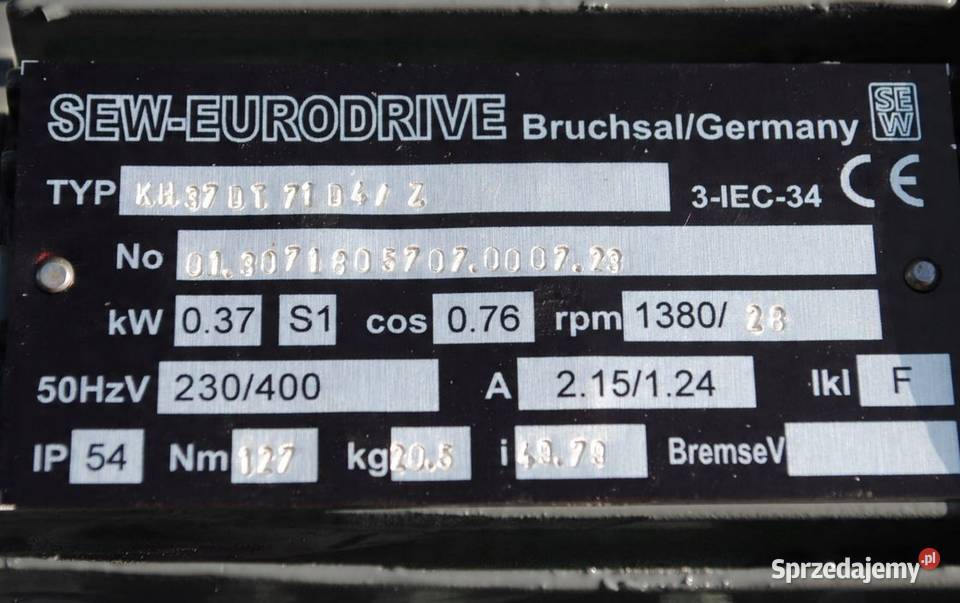 SEW-EURODRIVE Bruchsal/Germany SEW
TYP KH.37 DT.71 D4/ Z 3-IEC-34 CE
No 01.3071805707.0007.23
kW 0.37 S1 cos 0.76 rpm 1380/ 28
50HzV 230/400 A 2.15/1.24 Ikl F
IP 54 Nm 127 kg 20.5 i 49.79 BremseV
Sprzedajemy.pl